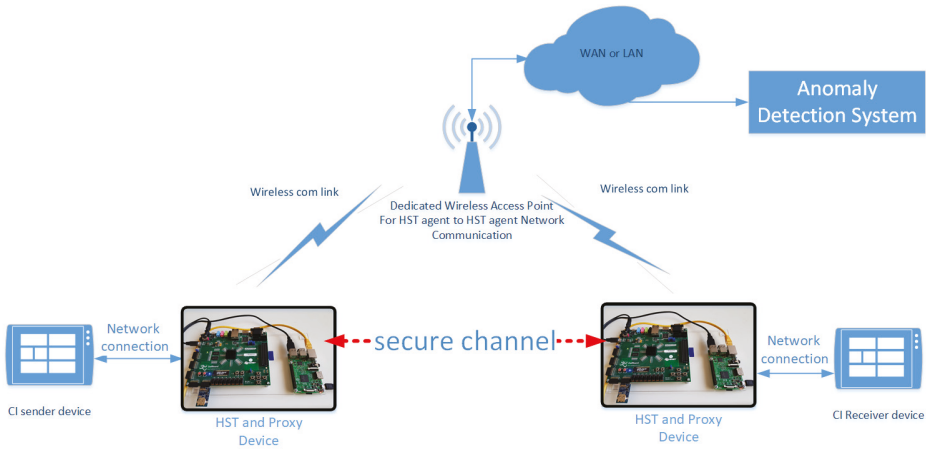 WAN or LAN
Anomaly
Detection System
Wireless com link
Wireless com link
Dedicated Wireless Access Point
For HST agent to HST agent Network
Communication
Network
connection
secure channel
Network
connection
CI sender device
HST and Proxy
Device
HST and Proxy
Device
CI Receiver device